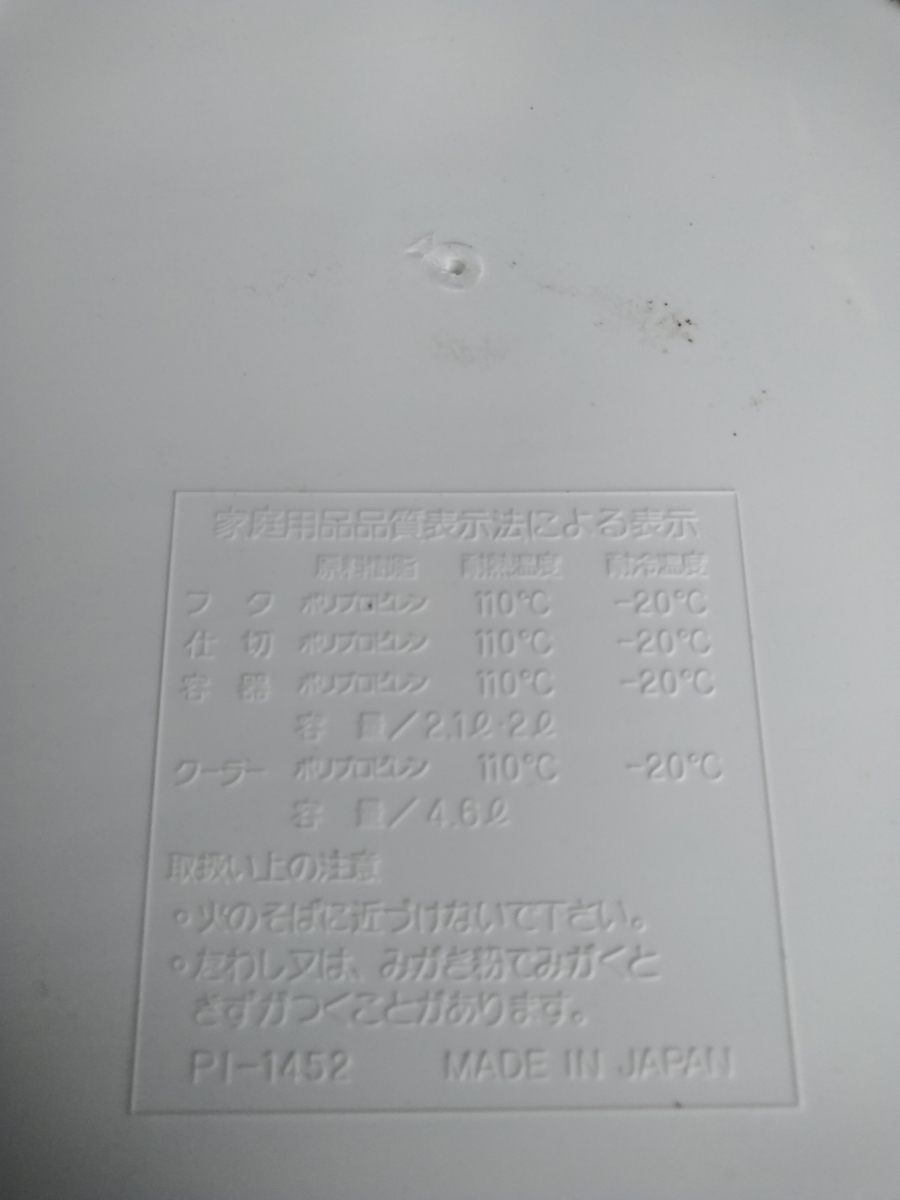 家庭用品品質表示法による表示
原料樹脂 耐熱温度 耐冷温度
フタ ポリプロピレン 110℃ -20℃
仕切 ポリプロピレン 110℃ -20℃
容器 ポリプロピレン 110℃ -20℃
容量/2.1ℓ·2ℓ
クーラー ポリプロピレン 110℃ -20℃
容量/4.6ℓ
取扱い上の注意
°火のそばに近づけないで下さい。
°たわし又は、みがき粉でみがくと
きずがつくことがあります。
PI-1452 MADE IN JAPAN